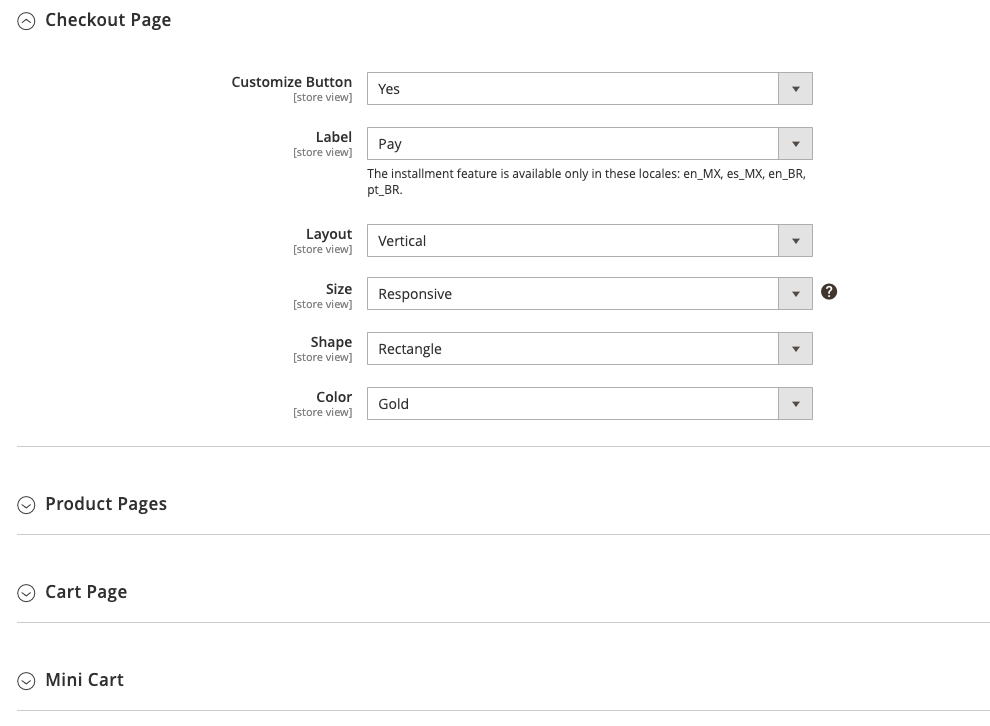 Checkout Page
Customize Button
[store view]
Yes
Label
[store view]
Pay
The installment feature is available only in these locales: en_MX, es_MX, en_BR,
pt_BR.
Layout
[store view]
Vertical
Size
[store view]
Responsive
?
Shape
[store view]
Rectangle
Color
[store view]
Gold
Product Pages
Cart Page
Mini Cart